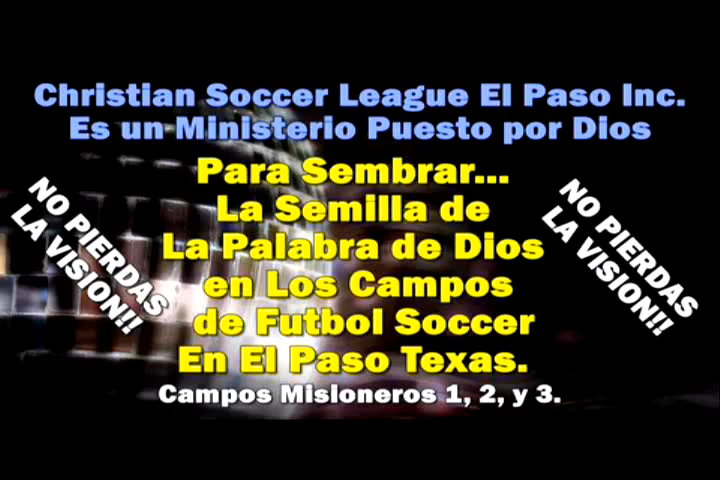 Christian Soccer League El Paso Inc.
Es un Ministerio Puesto por Dios
Para Sembrar...
La Semilla de
La Palabra de Dios
en Los Campos
de Futbol Soccer
En El Paso Texas.
Campos Misioneros 1, 2, y 3.
NO PIERDAS
LA VISION!!
NO PIERDAS
LA VISION!!